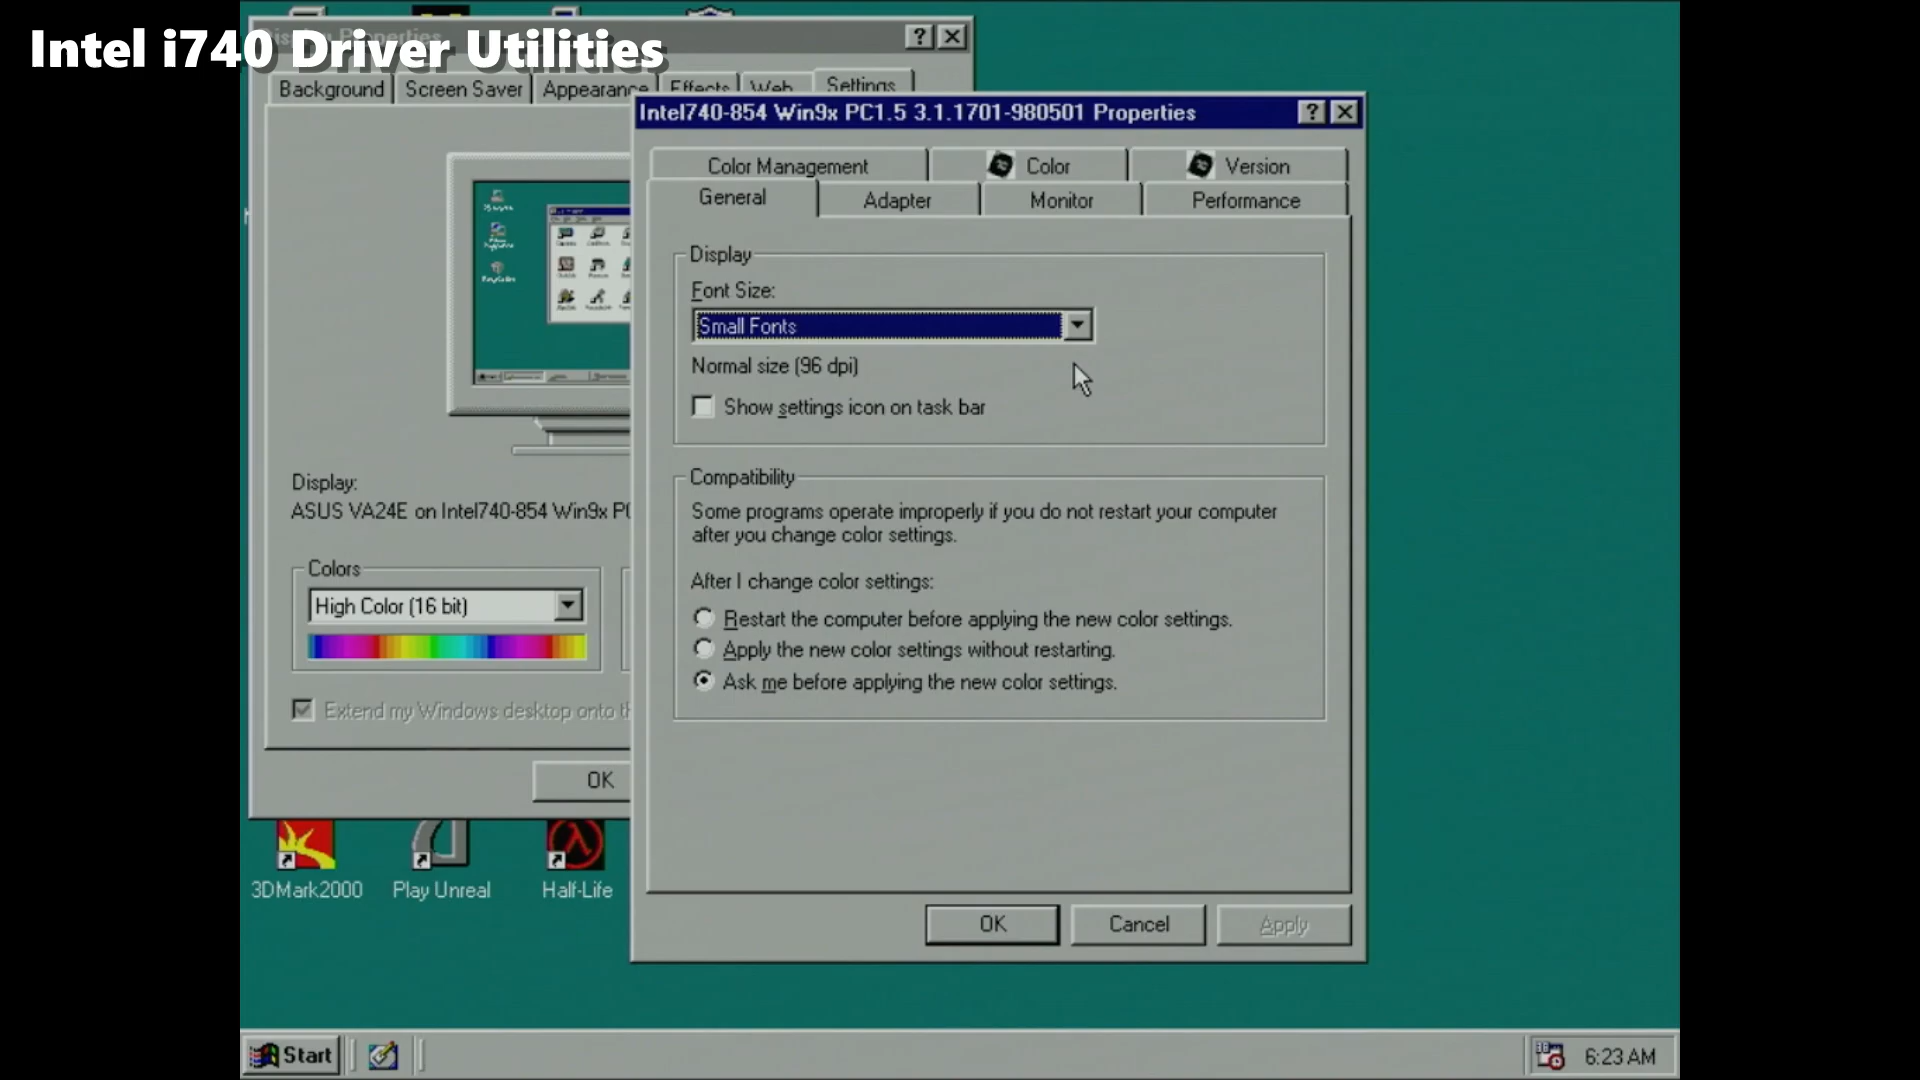 Intel i740 Driver Utilities
Background
Screen Saver
Appearance
Effects
Web
Settings
Intel740-854 Win9x PC1.5 3.1.1701-980501 Properties
Color Management
Color
Version
General
Adapter
Monitor
Performance
Display
Font Size:
Small Fonts
Normal size (96 dpi)
Show settings icon on task bar
Compatibility
Some programs operate improperly if you do not restart your computer
after you change color settings.
After I change color settings:
Restart the computer before applying the new color settings.
Apply the new color settings without restarting.
Ask me before applying the new color settings.
OK
Cancel
Apply
Display:
ASUS VA24E on Intel740-854 Win9x
Colors
High Color (16 bit)
Extend my Windows desktop onto
OK
3DMark2000
Play Unreal
Half-Life
Start
6:23 AM